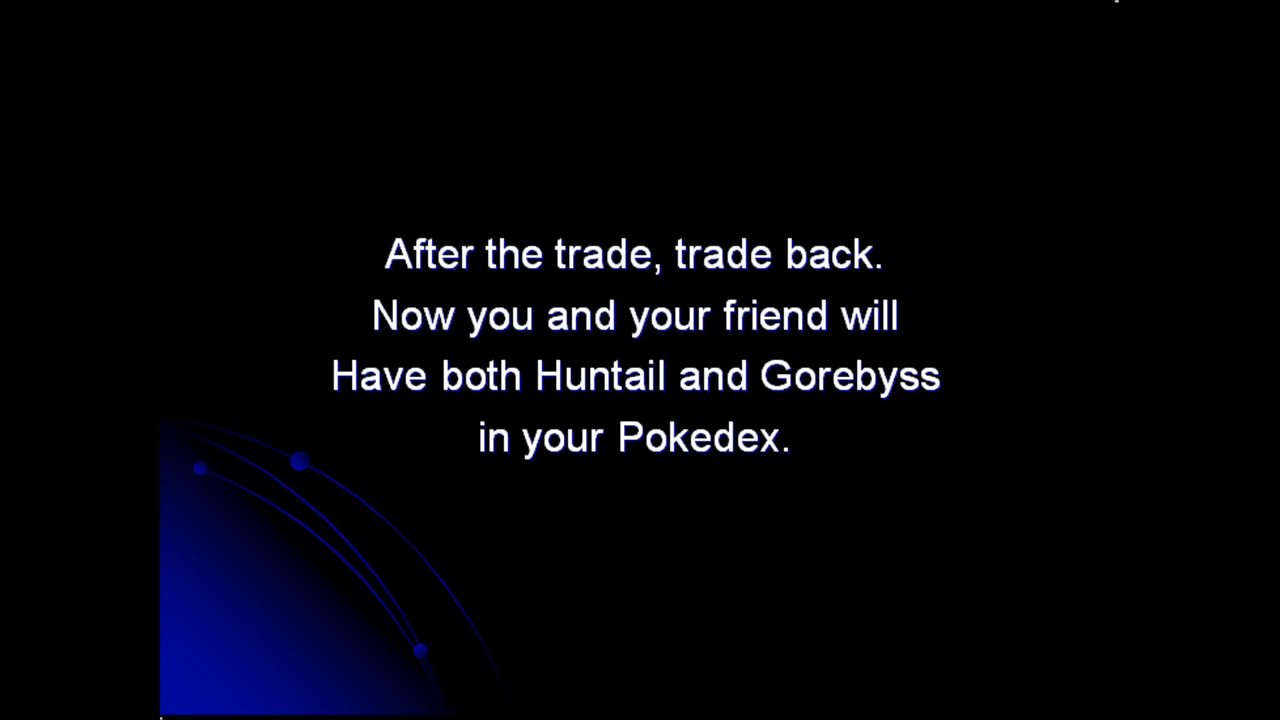 After the trade, trade back.
Now you and your friend will
Have both Huntail and Gorebyss
in your Pokedex.